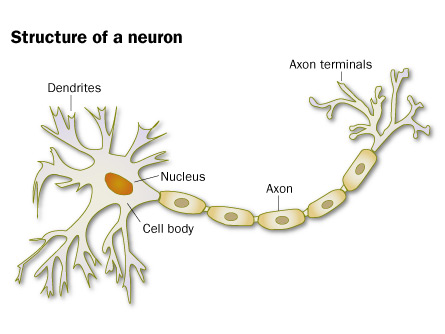 Structure of a neuron
Axon terminals
Dendrites
Nucleus
Axon
Cell body